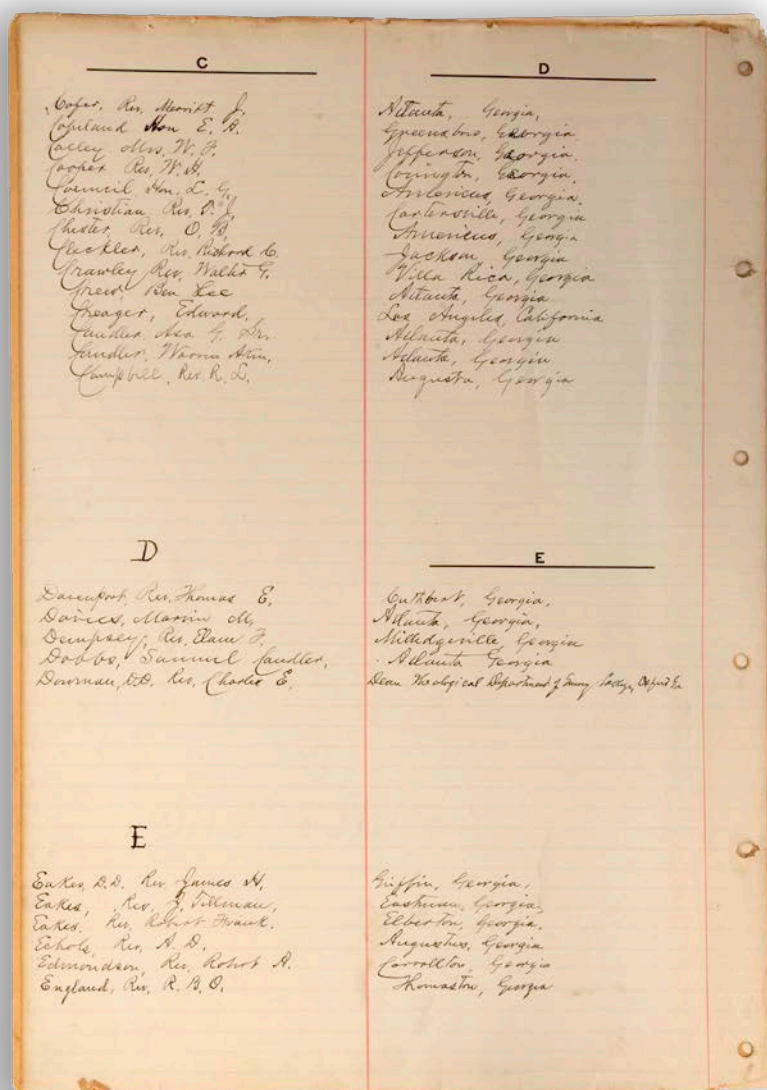 C D
Cofer, Rev. Merritt J. Atlanta, Georgia,
Copeland Hon E. A. Greensboro, Georgia
Colley Mrs. W. F. Jefferson, Georgia.
Cooper Rev. W. H. Covington, Georgia,
Council Hon. L. G. Americus, Georgia.
Christian Rev. T. J. Cartersville, Georgia
Chester, Rev. O. B. Americus, Georgia
Cleckler, Rev. Richard C. Jackson, Georgia
Crawley Rev. Walter G. Villa Rica, Georgia
Crew, Ben Lee Atlanta, Georgia
Creager, Edward. Los Angeles, California
Candler Asa G. Sr. Atlanta, Georgia
Candler, Warren Akin, Atlanta, Georgia
Campbell, Rev. R. L. Augusta, Georgia
D E
Davenport, Rev. Thomas E, Cuthbert, Georgia,
Davies, Marvin M, Atlanta, Georgia,
Dempsey, Rev. Elam F. Milledgeville Georgia
Dobbs, Samuel Candler, Atlanta Georgia
Dowman, D.D. Rev. Charles E, Dean Theological Department of Emory College, Oxford Ga
E
Eakes, D.D. Rev James H, Griffin, Georgia,
Eakes, Rev, J. Tillman, Eastman, Georgia,
Eakes, Rev. Robert Frank. Elberton, Georgia,
Echols, Rev. A. D. Augustus, Georgia
Edmondson, Rev. Robert A. Carrollton, Georgia
England, Rev. R. B. O. Thomaston, Georgia